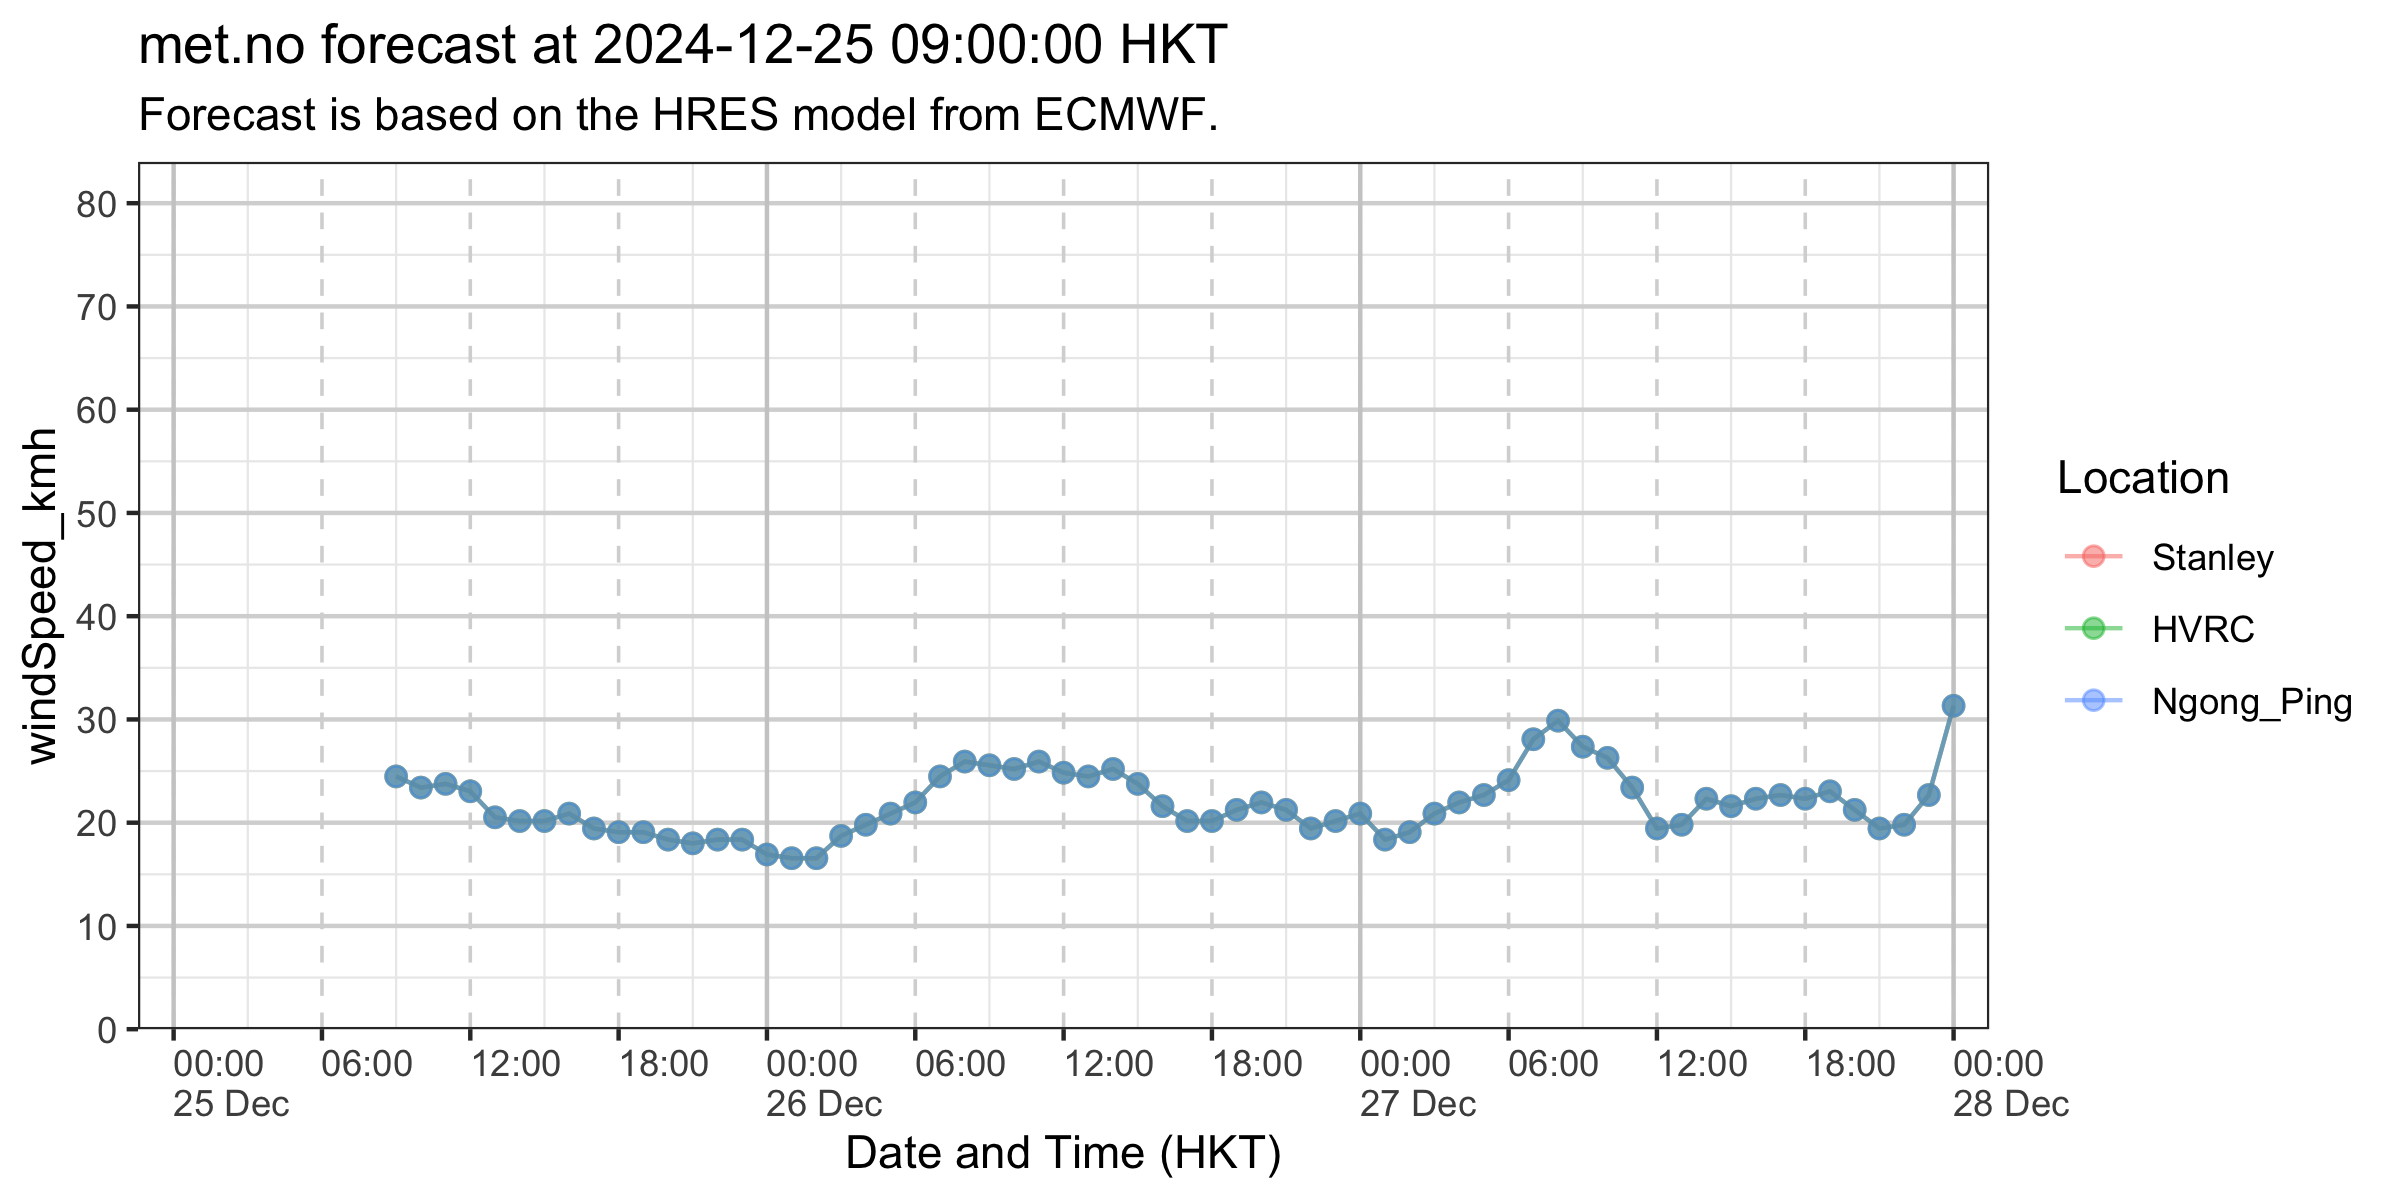 met.no forecast at 2024-12-25 09:00:00 HKT
Forecast is based on the HRES model from ECMWF.
windSpeed_kmh
80
70
60
50
40
30
20
10
0
00:00 06:00 12:00 18:00 00:00 06:00 12:00 18:00 00:00 06:00 12:00 18:00 00:00
25 Dec 26 Dec 27 Dec 28 Dec
Date and Time (HKT)
Location
Stanley
HVRC
Ngong_Ping